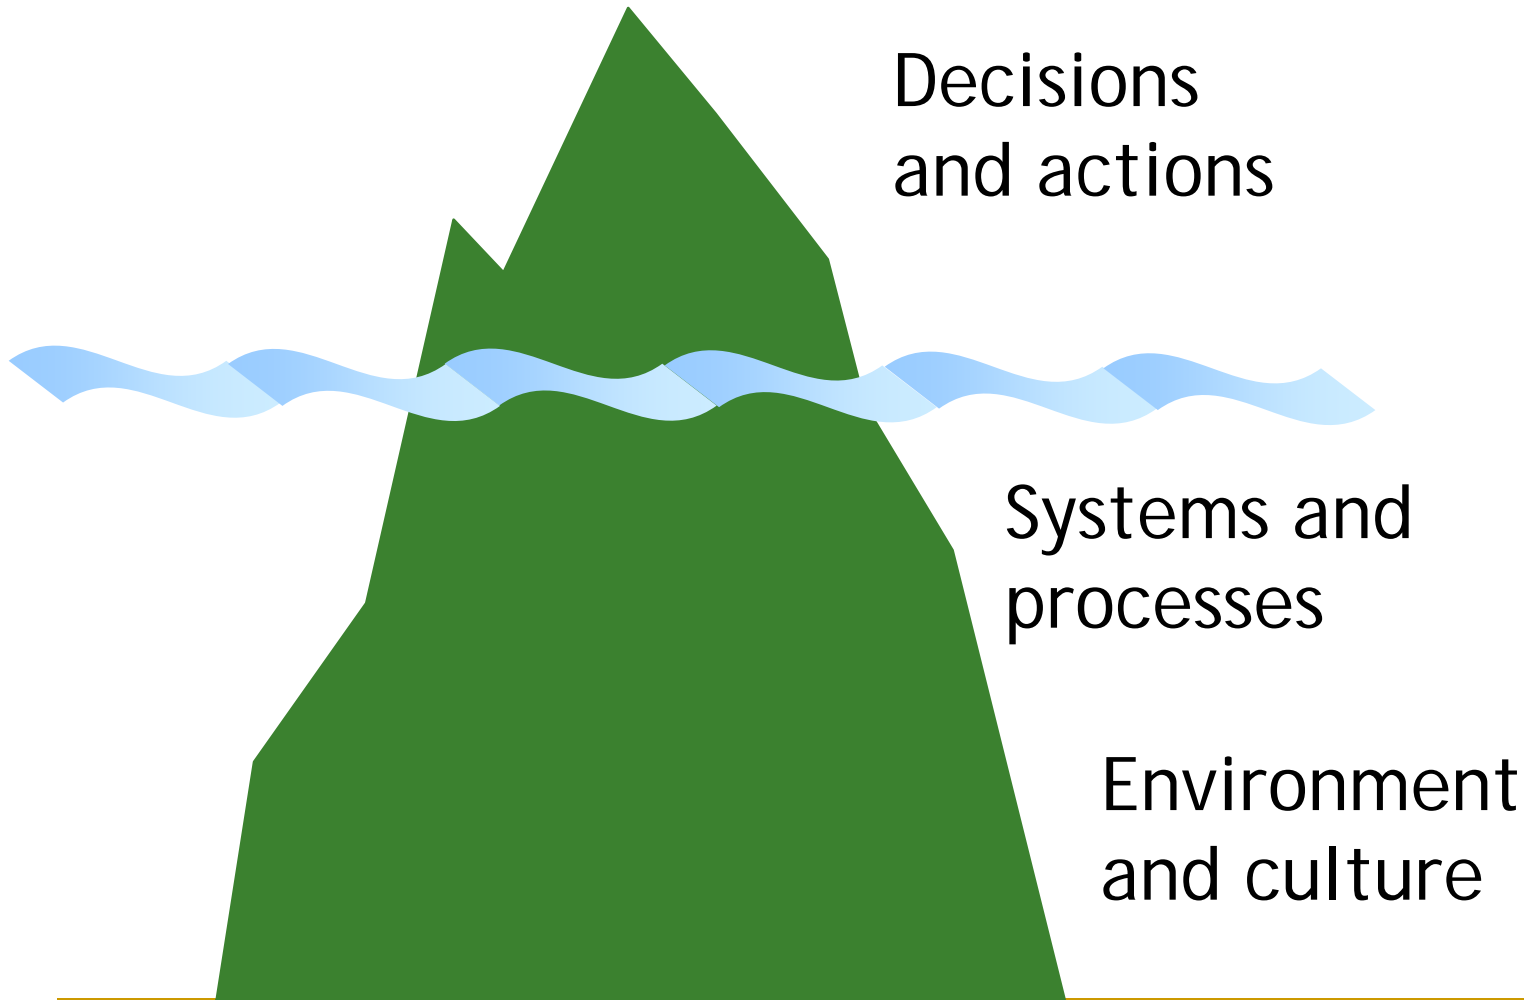 Decisions
and actions
Systems and
processes
Environment
and culture